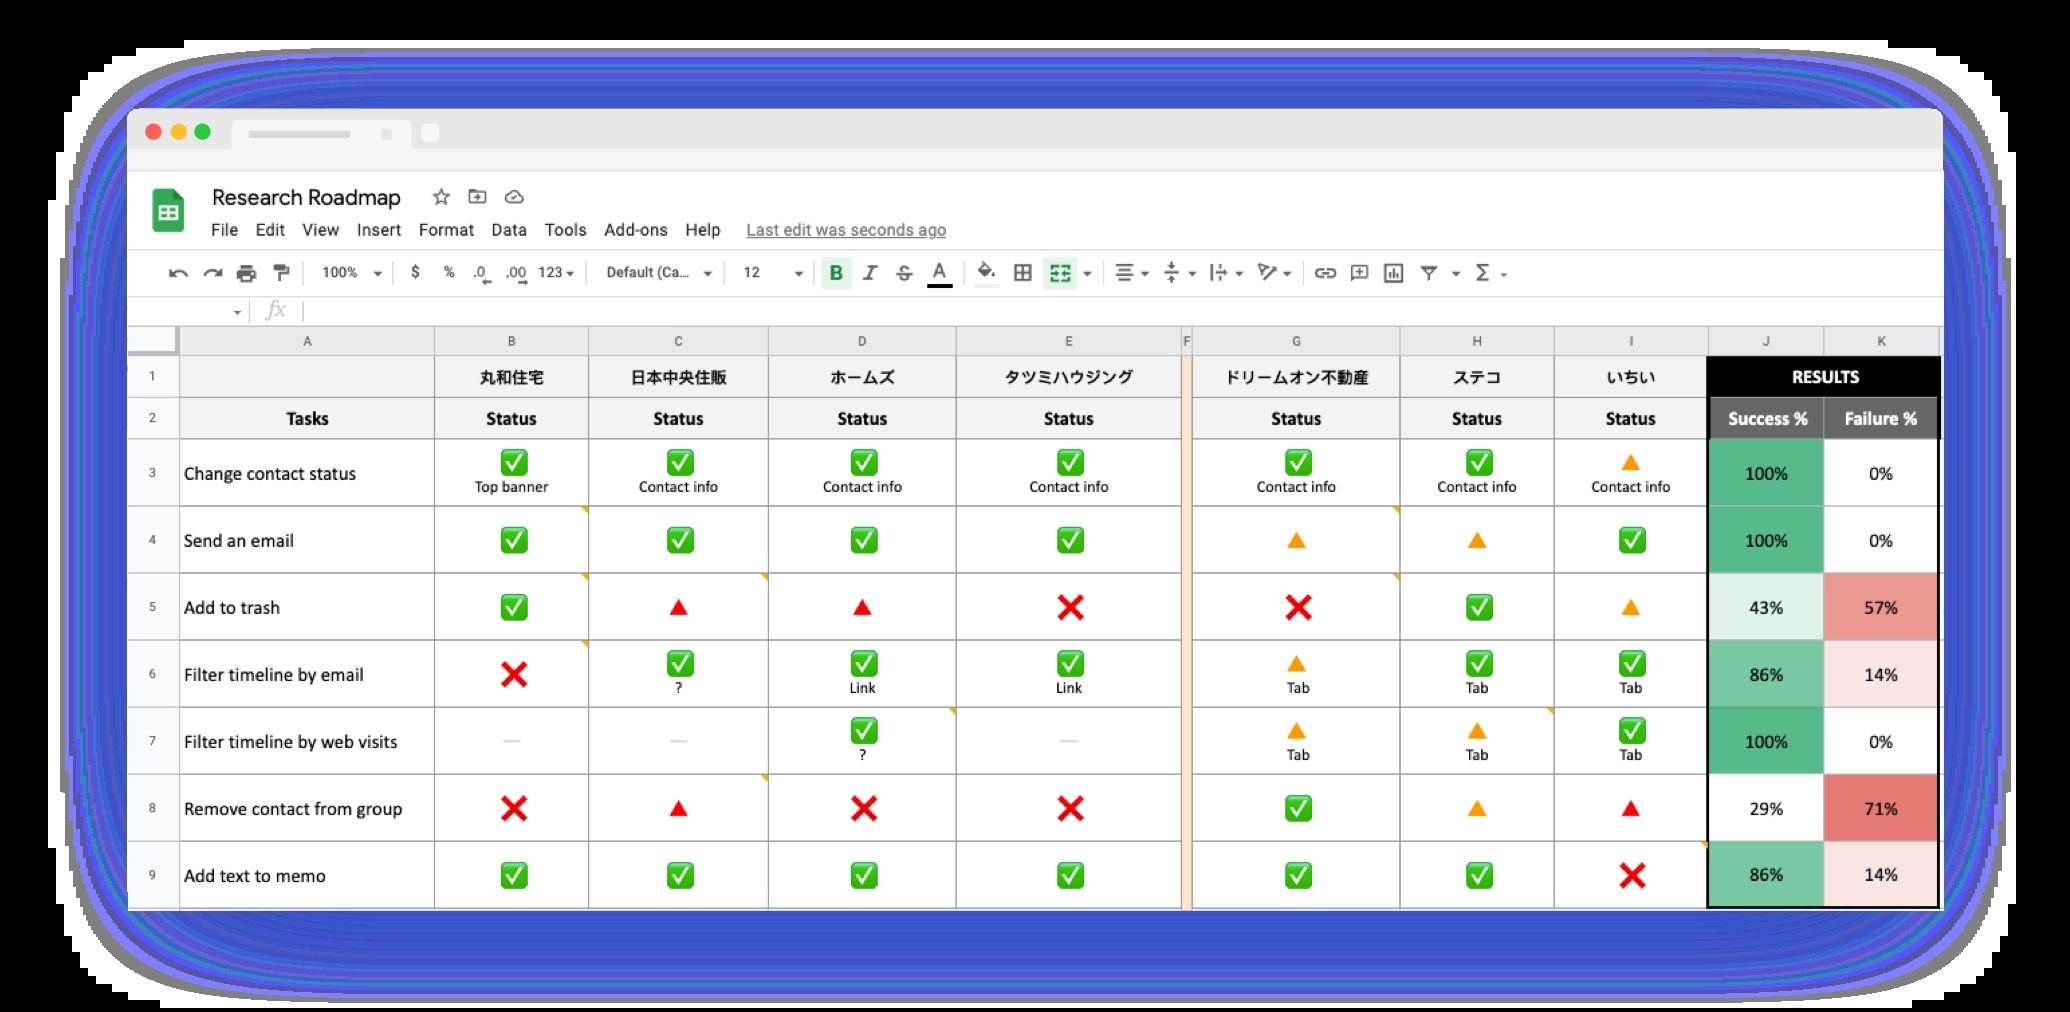 Research Roadmap
File Edit View Insert Format Data Tools Add-ons Help Last edit was seconds ago
100% $ % .0 .00 123 Default (Ca... 12 B I S A Σ
fx
A B C D E F G H I J K
1 丸和住宅 日本中央住販 ホームズ タツミハウジング ドリームオン不動産 ステコ いちい RESULTS
2 Tasks Status Status Status Status Status Status Status Success % Failure %
3 Change contact status ✅ ✅ ✅ ✅ ✅ ✅ 100% 0%
Top banner Contact info Contact info Contact info Contact info Contact info Contact info
4 Send an email 100% 0%
5 Add to trash 43% 57%
6 Filter timeline by email 86% 14%
? Link Link Tab Tab Tab
7 Filter timeline by web visits — — — 100% 0%
? Tab Tab Tab
8 Remove contact from group 29% 71%
9 Add text to memo 86% 14%